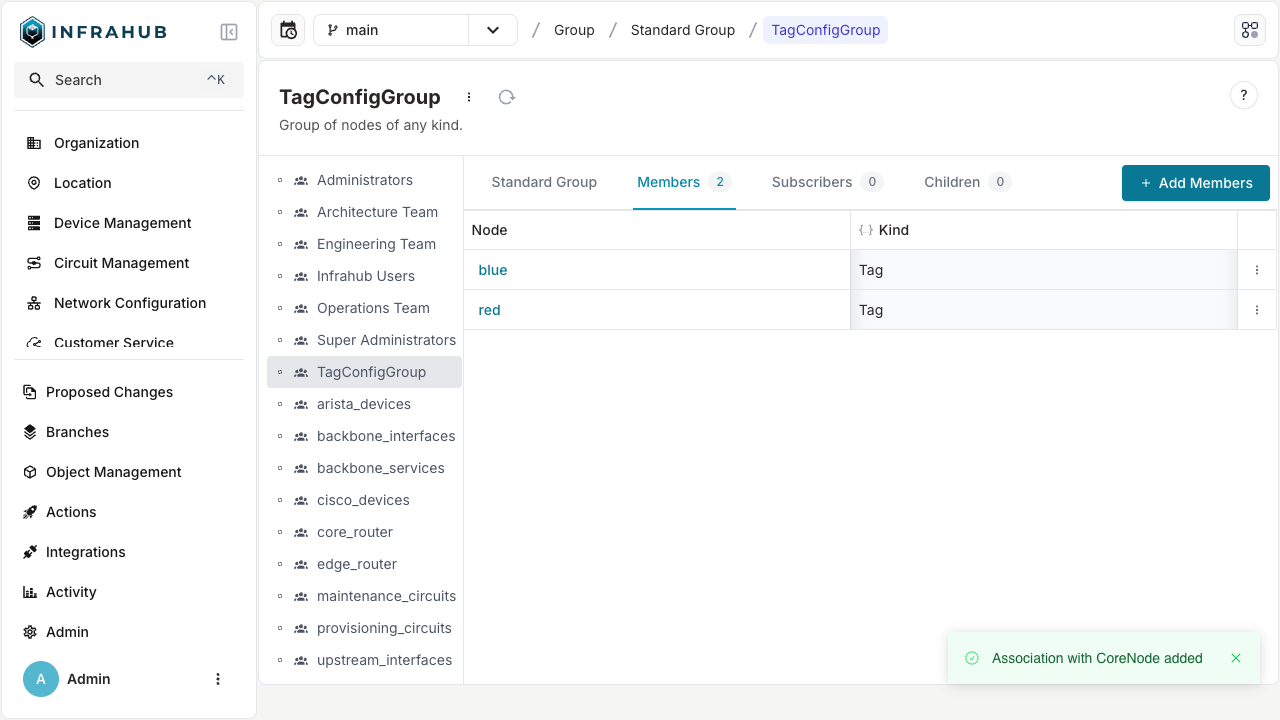 INFRAHUB
Search ^K
Organization
Location
Device Management
Circuit Management
Network Configuration
Customer Service
Proposed Changes
Branches
Object Management
Actions
Integrations
Activity
Admin
A Admin
main / Group / Standard Group / TagConfigGroup
TagConfigGroup
Group of nodes of any kind.
?
Administrators
Architecture Team
Engineering Team
Infrahub Users
Operations Team
Super Administrators
TagConfigGroup
arista_devices
backbone_interfaces
backbone_services
cisco_devices
core_router
edge_router
maintenance_circuits
provisioning_circuits
upstream_interfaces
Standard Group Members 2 Subscribers 0 Children 0 + Add Members
Node {..} Kind
blue Tag
red Tag
Association with CoreNode added